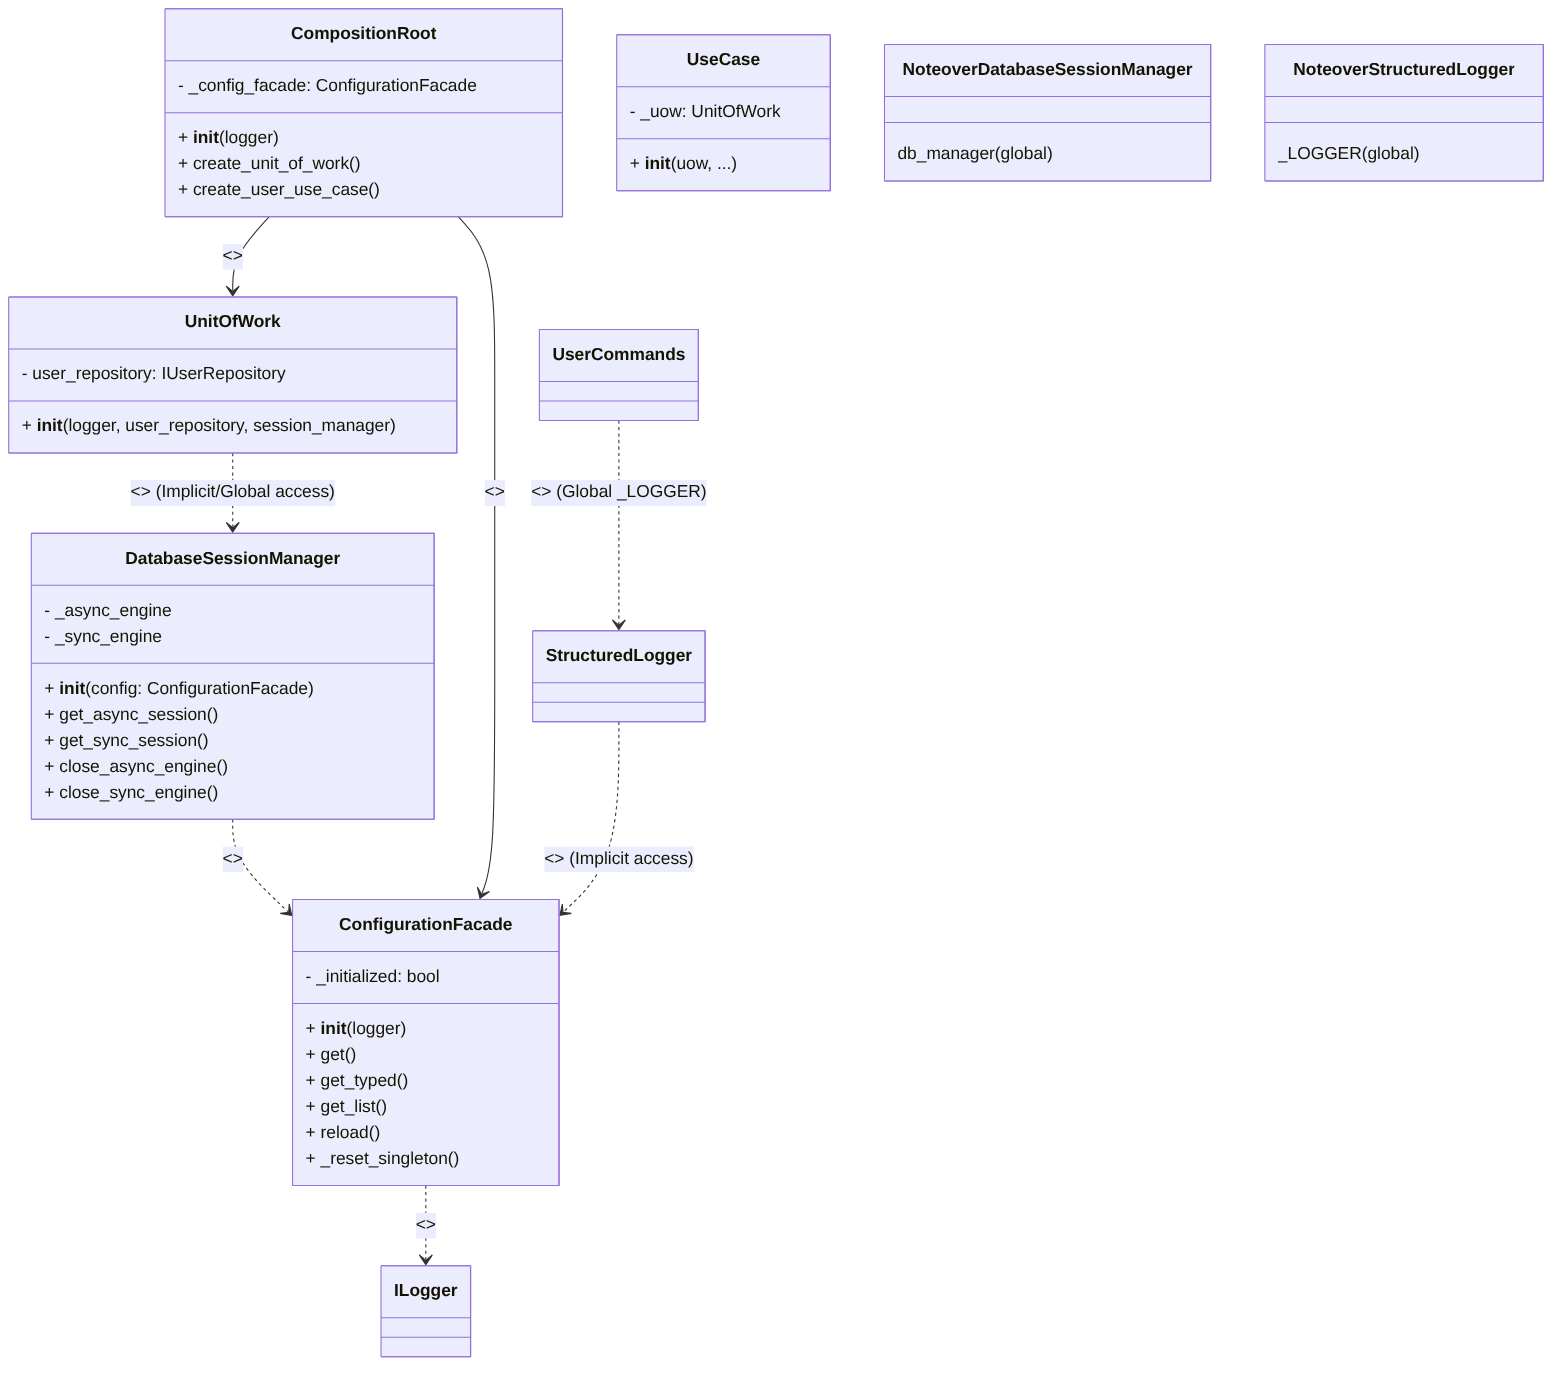 CompositionRoot
- _config_facade: ConfigurationFacade
+ init(logger)
+ create_unit_of_work()
+ create_user_use_case()
UseCase
- _uow: UnitOfWork
+ init(uow, ...)
NoteoverDatabaseSessionManager
db_manager(global)
NoteoverStructuredLogger
_LOGGER(global)
<>
UnitOfWork
- user_repository: IUserRepository
+ init(logger, user_repository, session_manager)
UserCommands
<> (Implicit/Global access)
<>
<> (Global _LOGGER)
DatabaseSessionManager
- _async_engine
- _sync_engine
+ init(config: ConfigurationFacade)
+ get_async_session()
+ get_sync_session()
+ close_async_engine()
+ close_sync_engine()
StructuredLogger
<>
<> (Implicit access)
ConfigurationFacade
- _initialized: bool
+ init(logger)
+ get()
+ get_typed()
+ get_list()
+ reload()
+ _reset_singleton()
<>
ILogger